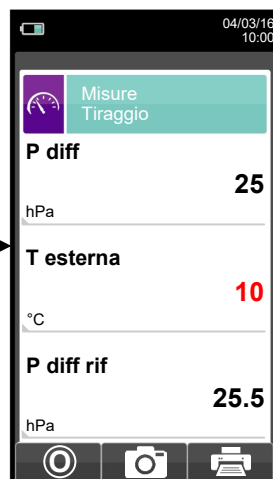 04/03/16
10:00
Misure
Tiraggio
P diff
25
hPa
T esterna
10
°C
P diff rif
25.5
hPa